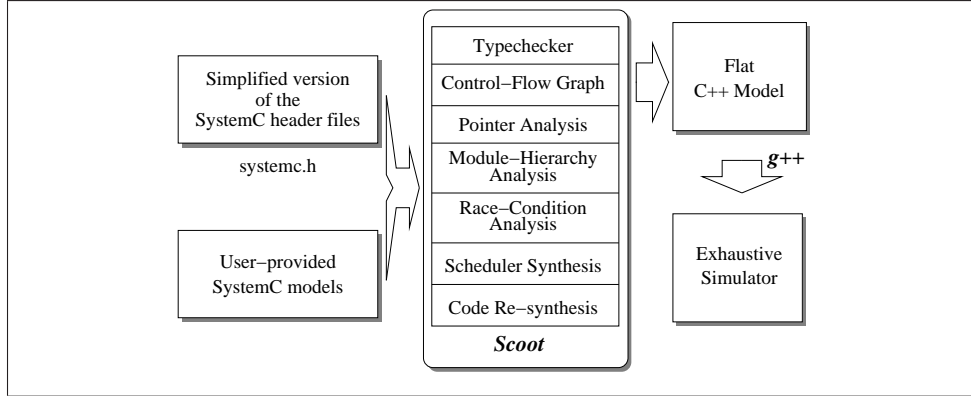 Simplified version
of the
SystemC header files
systemc.h
User−provided
SystemC models
Typechecker
Control−Flow Graph
Pointer Analysis
Module−Hierarchy
Analysis
Race−Condition
Analysis
Scheduler Synthesis
Code Re−synthesis
Scoot
Flat
C++ Model
g++
Exhaustive
Simulator